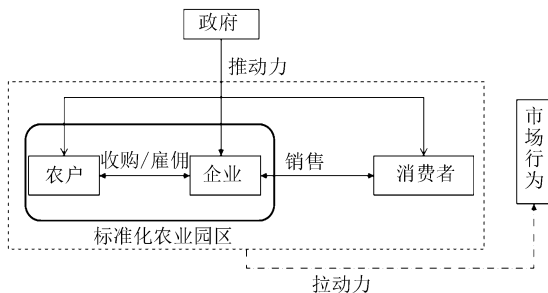 政府
推动力
收购/雇佣
销售
农户
企业
消费者
市场行为
标准化农业园区
拉动力